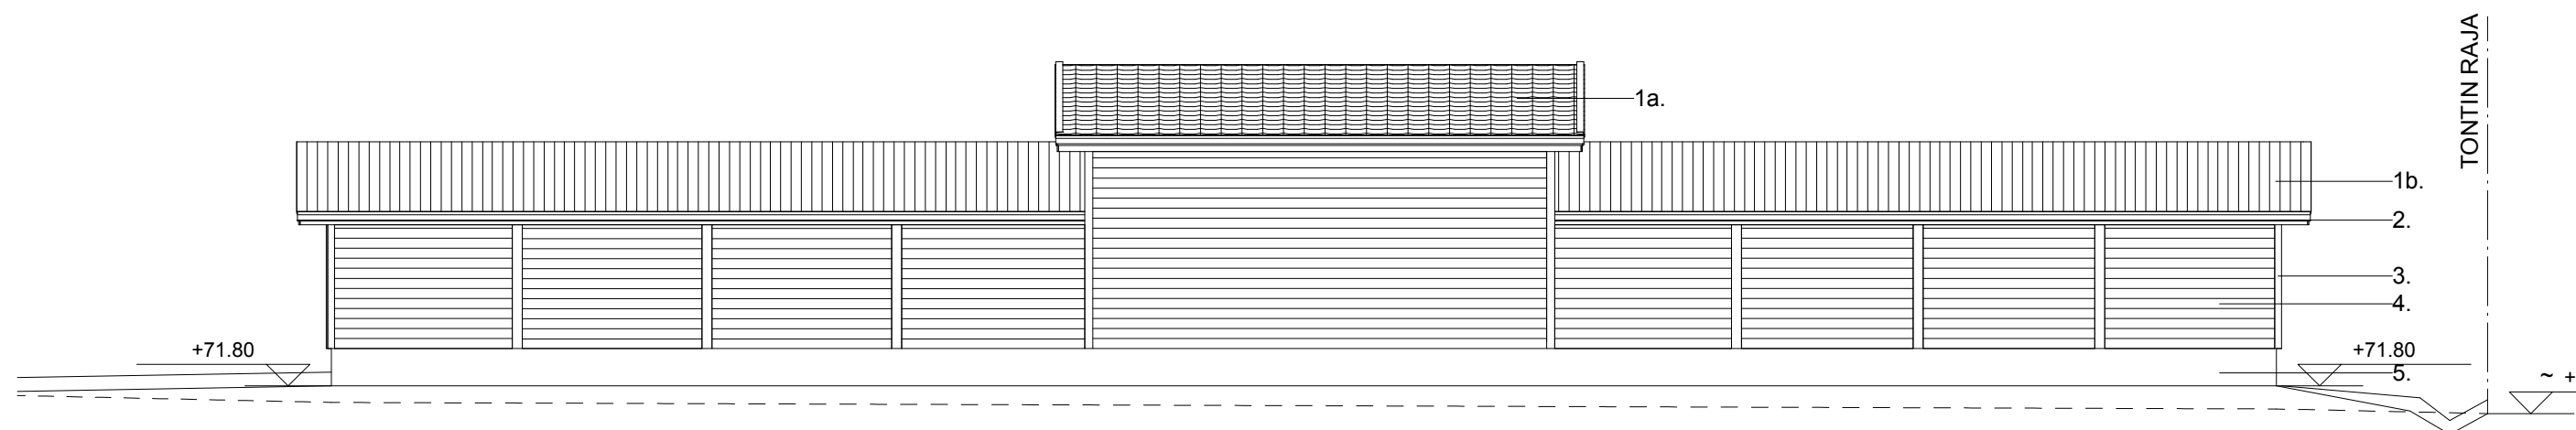 TONTIN RAJA
1a.
1b.
2.
3.
4.
+71.80
+71.80
5.
~ +